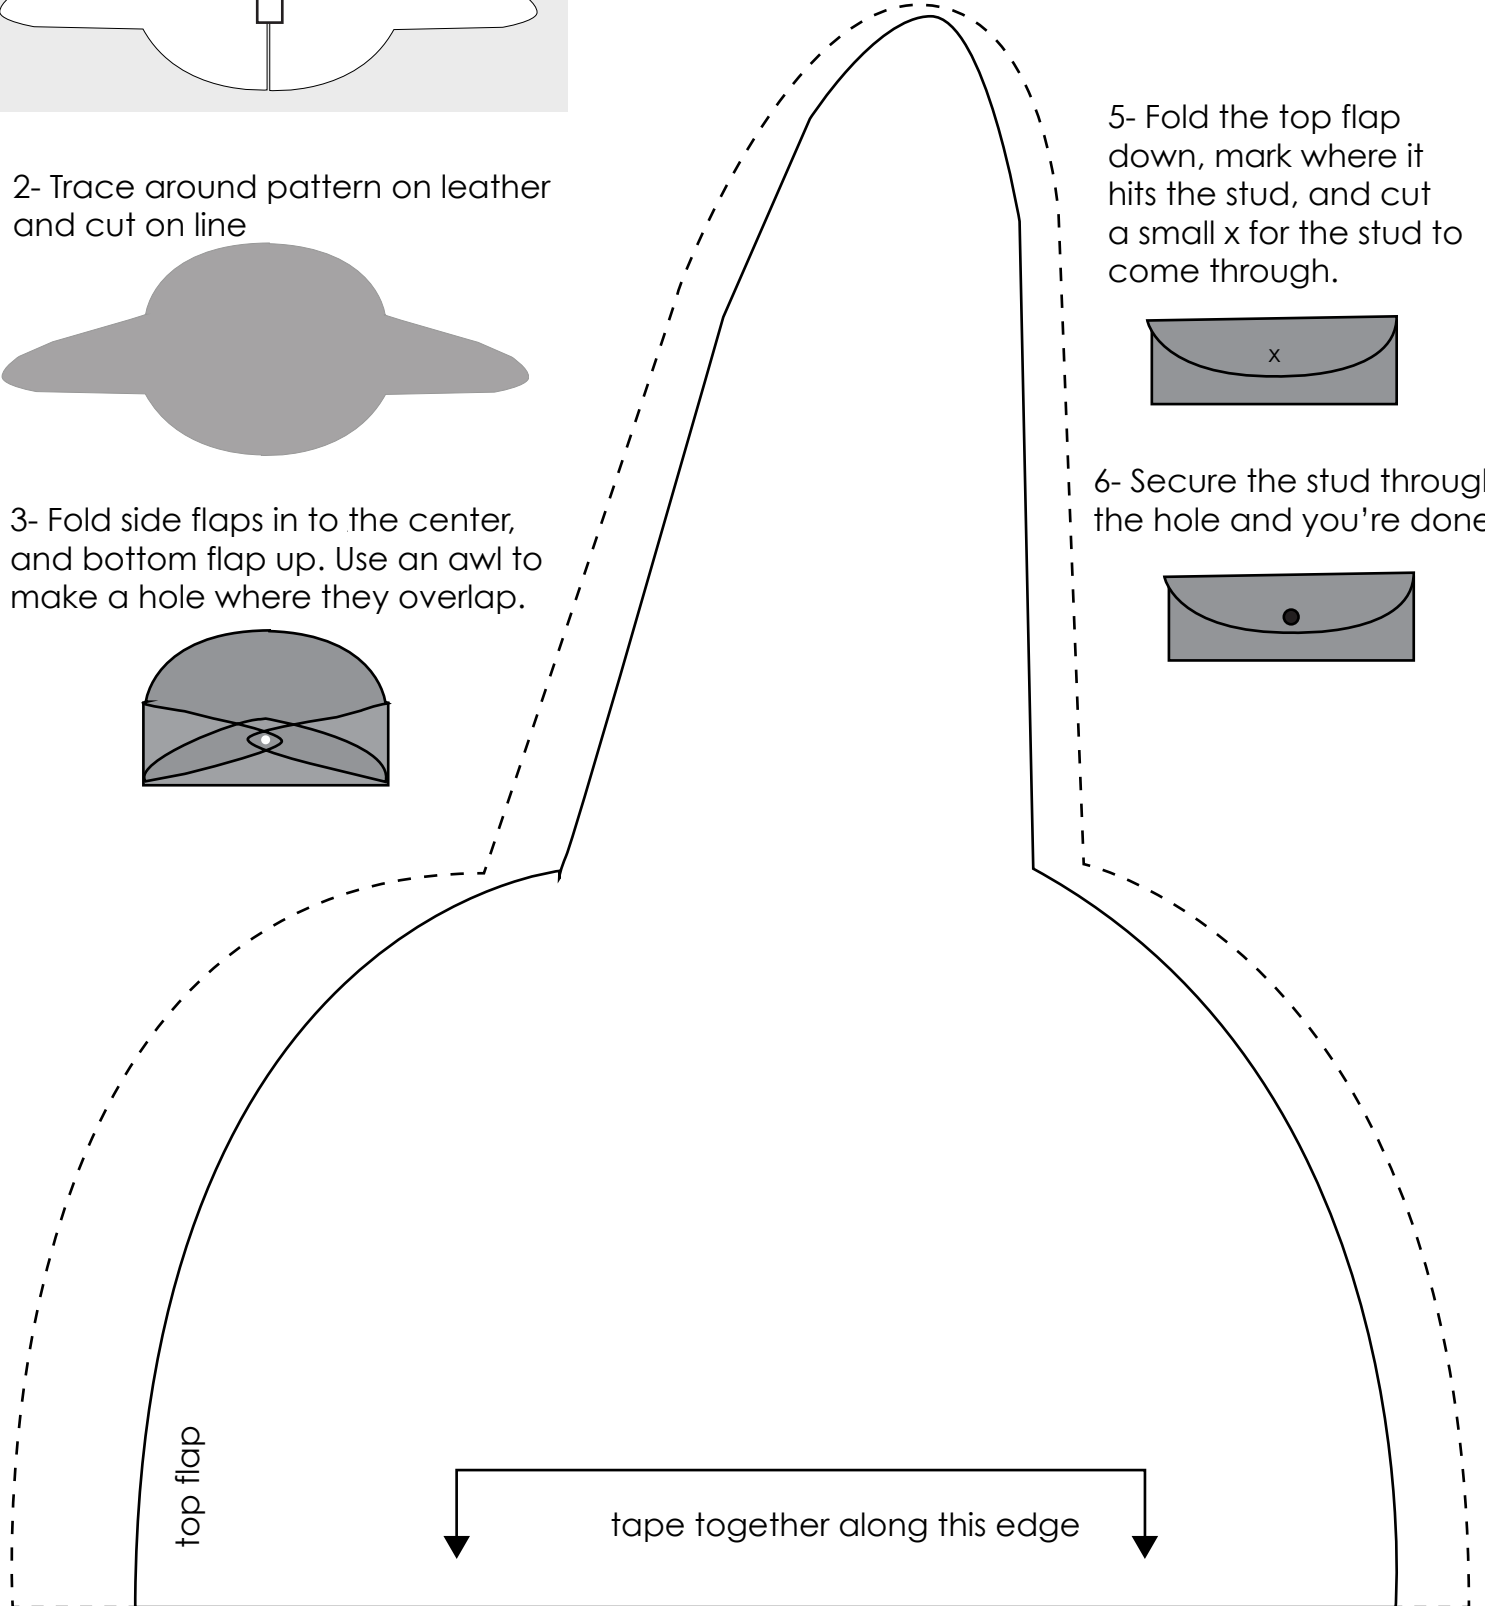 2- Trace around pattern on leather
and cut on line
3- Fold side flaps in to the center,
and bottom flap up. Use an awl to
make a hole where they overlap.
5- Fold the top flap
down, mark where it
hits the stud, and cut
a small x for the stud to
come through.
x
6- Secure the stud through
the hole and you're done
top flap
tape together along this edge